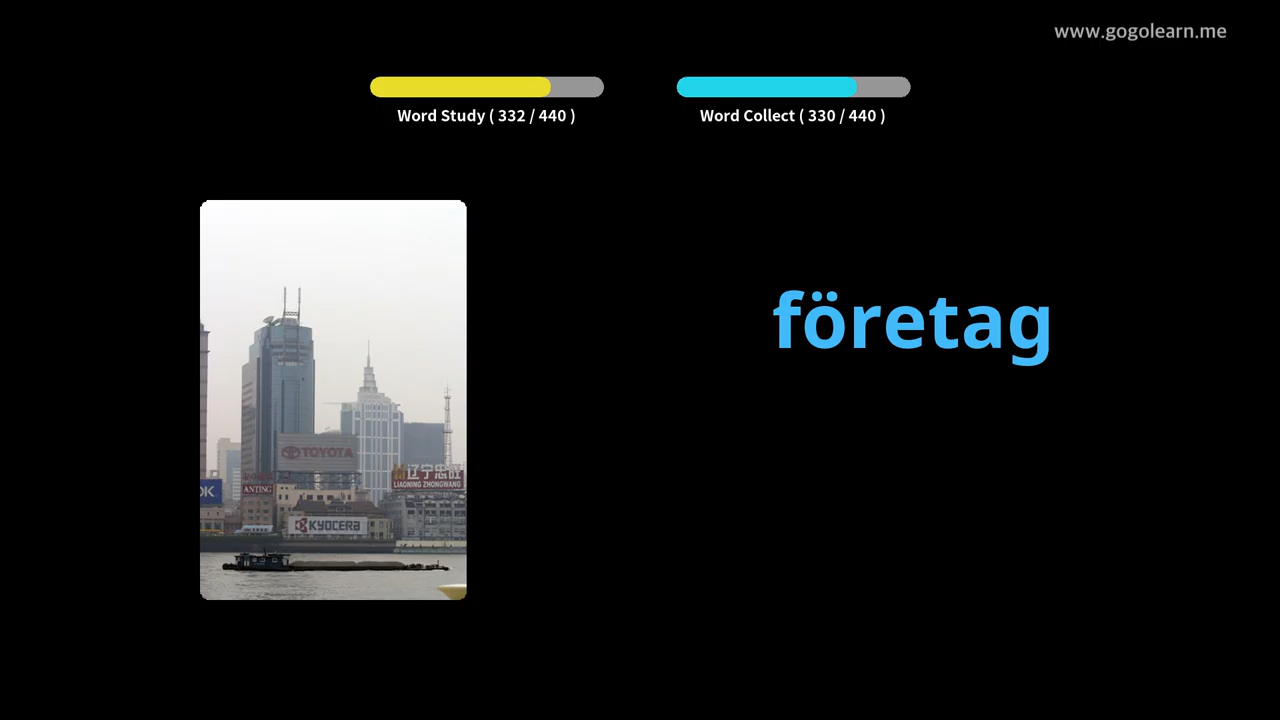 www.gogolearn.me
Word Study ( 332 / 440 )
Word Collect ( 330 / 440 )
företag
TOYOTA
辽宁忠旺
LIAONING ZHONGWANG
ANTING
KYOCERA